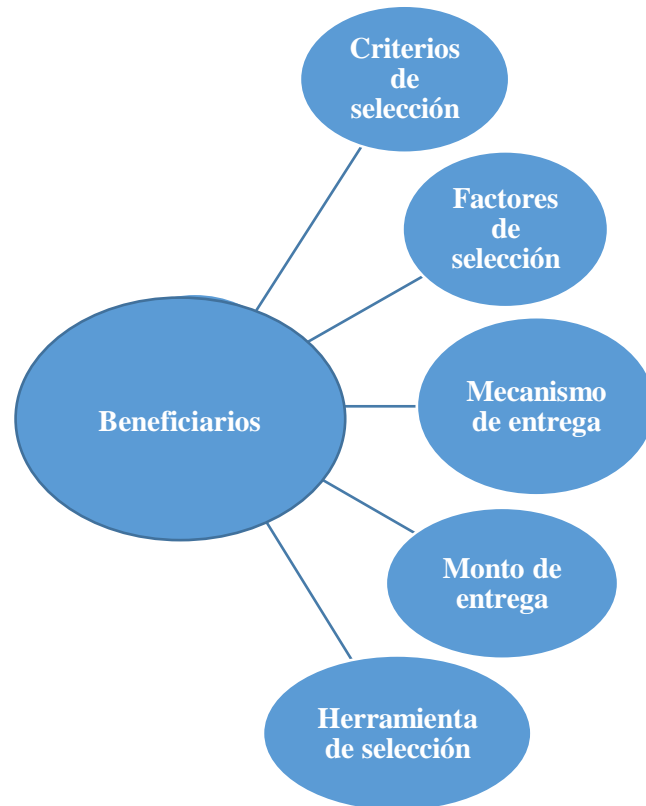 Criterios
de
selección
Factores
de
selección
Mecanismo
de entrega
Beneficiarios
Monto de
entrega
Herramienta
de selección